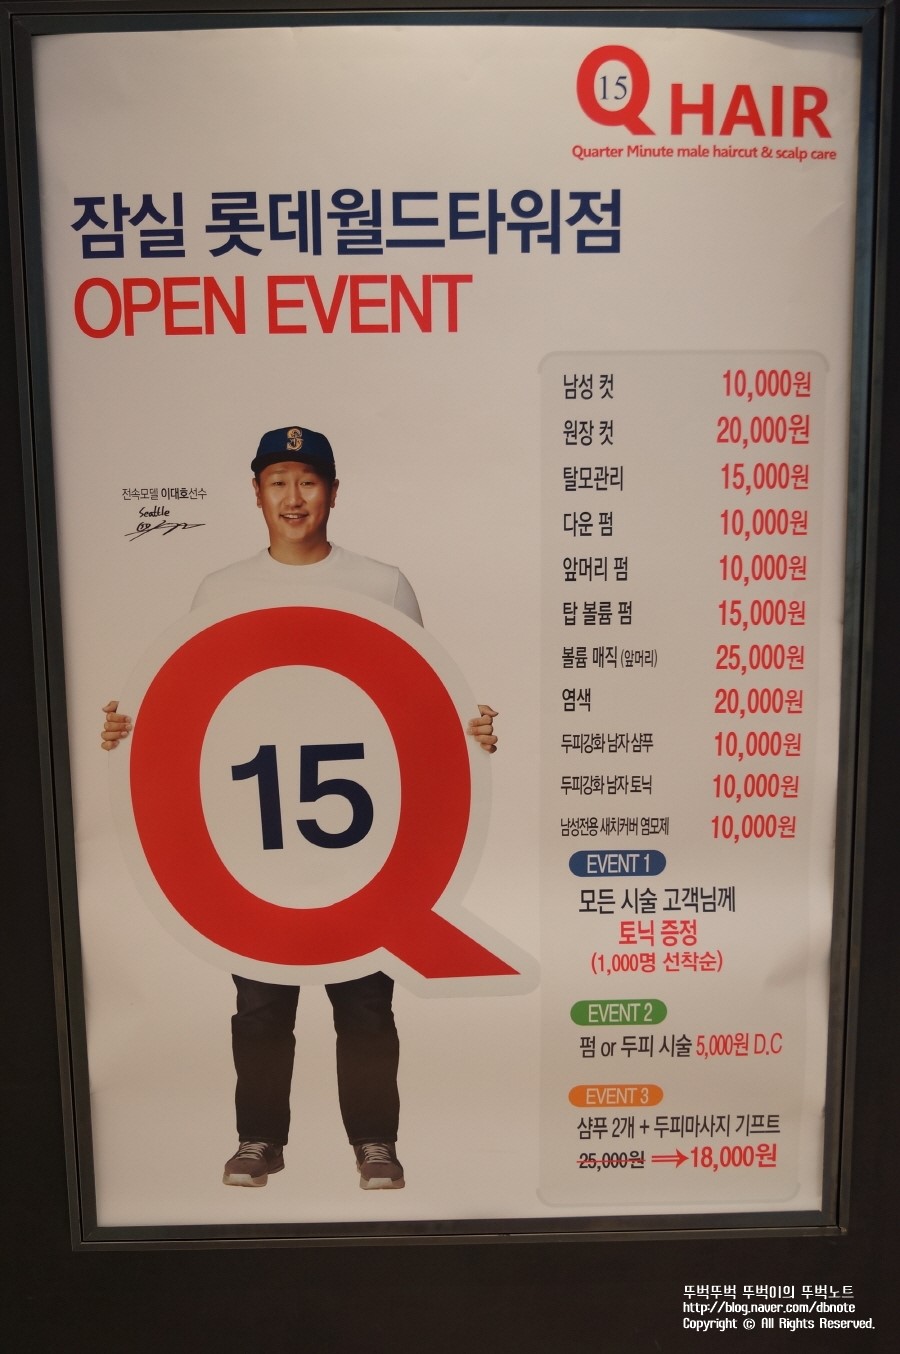 15
Q HAIR
Quarter Minute male haircut & scalp care
잠실 롯데월드타워점
OPEN EVENT
전속모델 이대호선수
Seattle
S
15
남성 컷 10,000원
원장 컷 20,000원
탈모관리 15,000원
다운 펌 10,000원
앞머리 펌 10,000원
탑 볼륨 펌 15,000원
볼륨 매직 (앞머리) 25,000원
염색 20,000원
두피강화 남자 샴푸 10,000원
두피강화 남자 토닉 10,000원
남성전용 새치커버 염모제 10,000원
EVENT 1
모든 시술 고객님께
토닉 증정
(1,000명 선착순)
EVENT 2
펌 or 두피 시술 5,000원 D.C
EVENT 3
샴푸 2개 + 두피마사지 기프트
25,000원 ⇒ 18,000원
뚜벅뚜벅 뚜벅이의 뚜벅노트
http://blog.naver.com/dbnote
Copyright © All Rights Reserved.